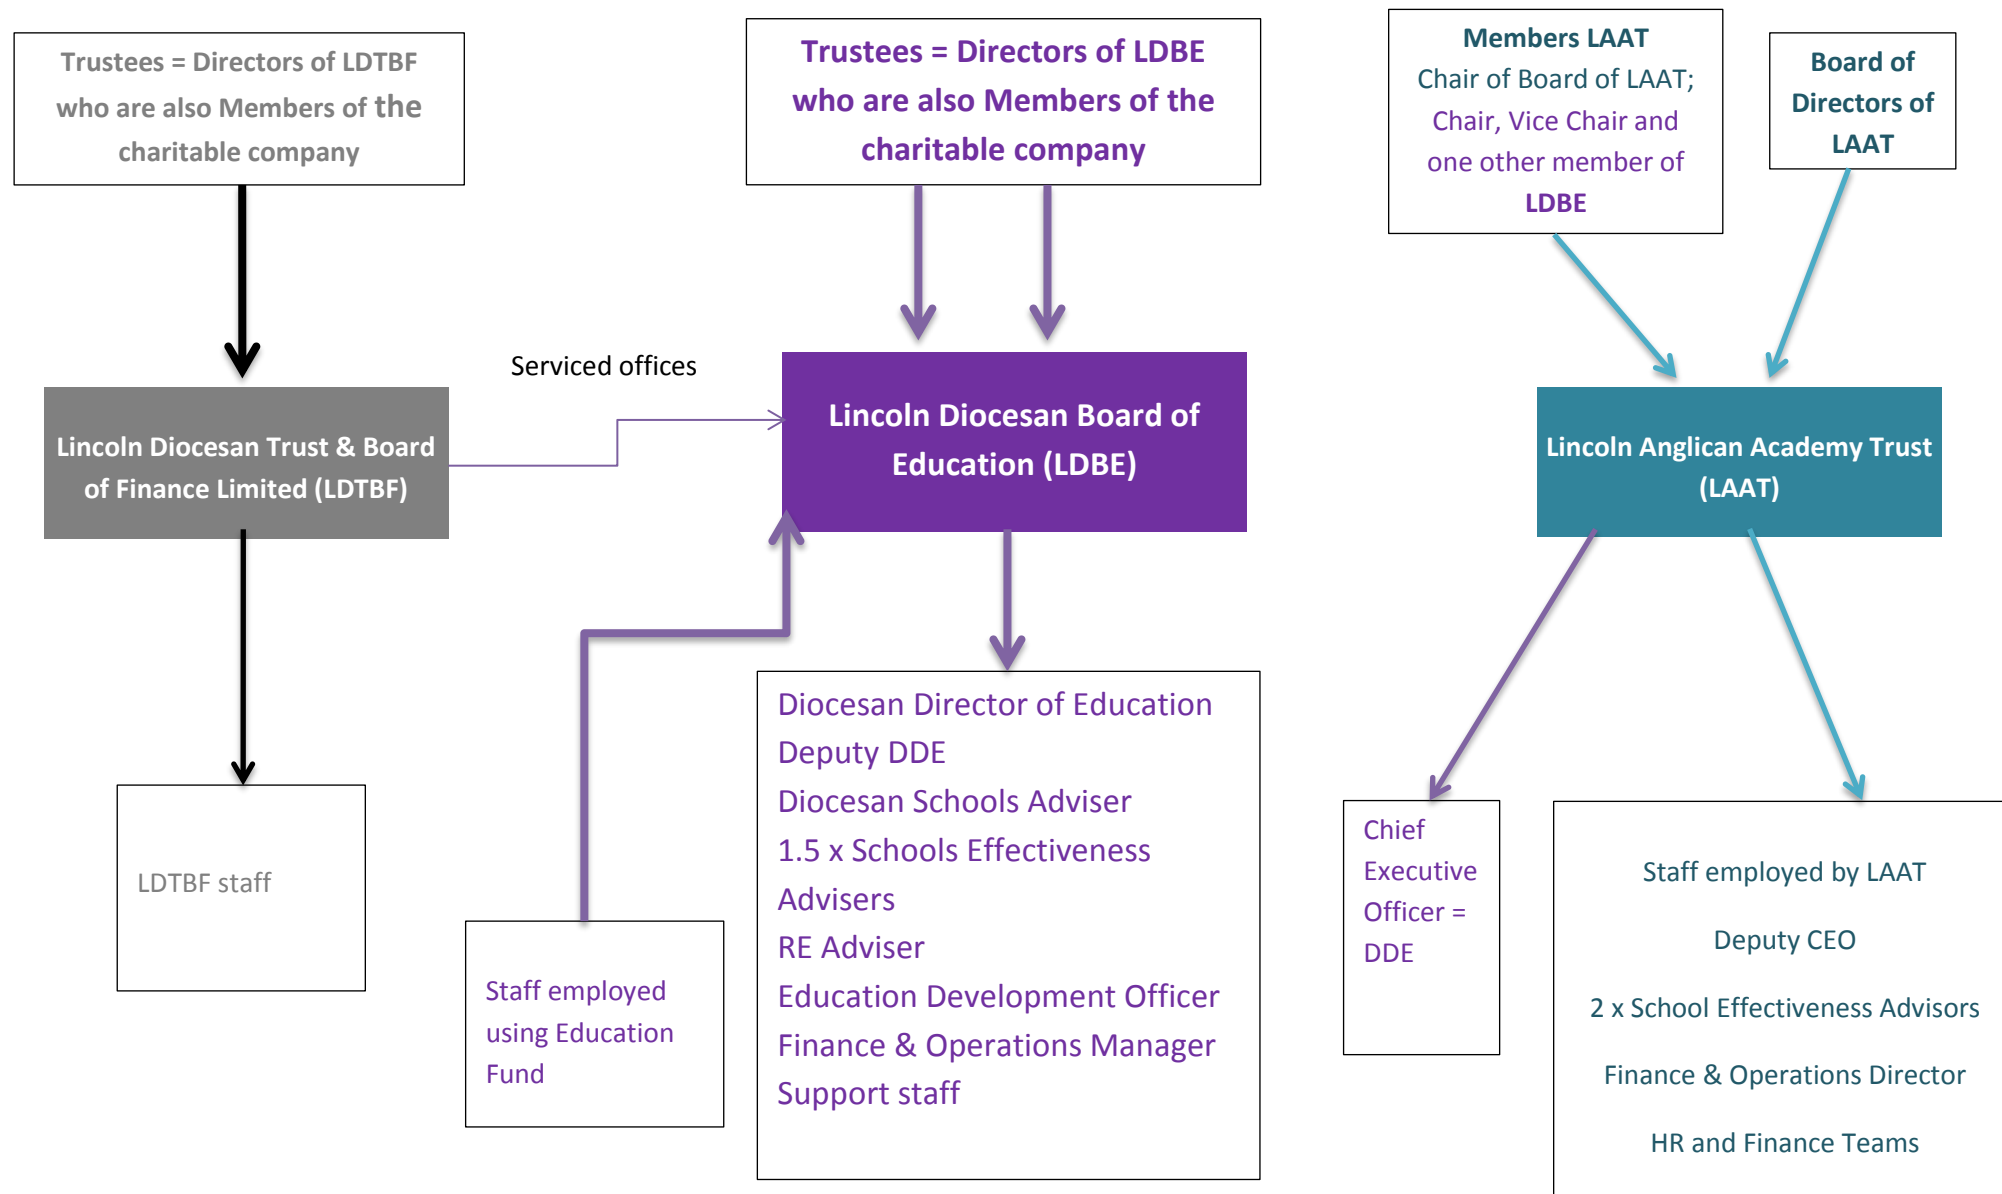 Trustees = Directors of LDTBF
who are also Members of the
charitable company
Trustees = Directors of LDBE
who are also Members of the
charitable company
Members LAAT
Chair of Board of LAAT;
Chair, Vice Chair and
one other member of
LDBE
Board of
Directors of
LAAT
Serviced offices
Lincoln Diocesan Trust & Board
of Finance Limited (LDTBF)
Lincoln Diocesan Board of
Education (LDBE)
Lincoln Anglican Academy Trust
(LAAT)
LDTBF staff
Staff employed
using Education
Fund
Diocesan Director of Education
Deputy DDE
Diocesan Schools Adviser
1.5 x Schools Effectiveness
Advisers
RE Adviser
Education Development Officer
Finance & Operations Manager
Support staff
Chief
Executive
Officer =
DDE
Staff employed by LAAT
Deputy CEO
2 x School Effectiveness Advisors
Finance & Operations Director
HR and Finance Teams